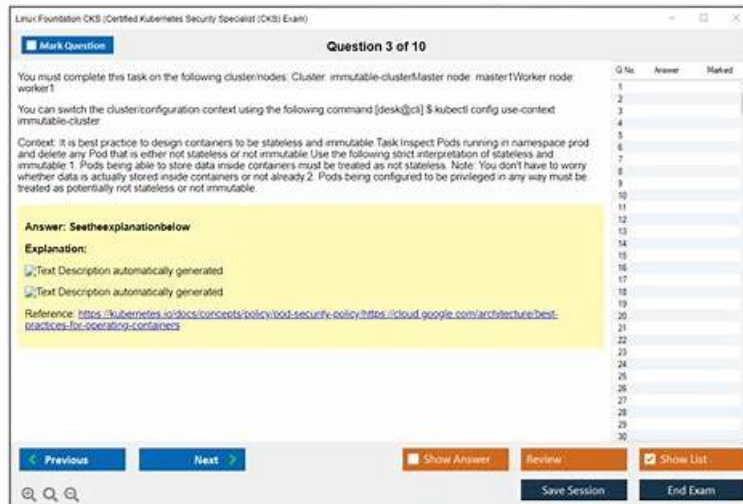 Linux Foundation CKS (Certified Kubernetes Security Specialist (CKS) Exam)
Mark Question
Question 3 of 10
You must complete this task on the following cluster/nodes: Cluster: immutable-clusterMaster node: master1Worker node:
worker1
You can switch the cluster/configuration context using the following command:[desk@cli] $ kubectl config use-context
immutable-cluster
Context: It is best practice to design containers to be stateless and immutable.Task:Inspect Pods running in namespace prod
and delete any Pod that is either not stateless or not immutable.Use the following strict interpretation of stateless and
immutable:1. Pods being able to store data inside containers must be treated as not stateless. Note: You don't have to worry
whether data is actually stored inside containers or not already.2. Pods being configured to be privileged in any way must be
treated as potentially not stateless or not immutable.
Answer: Seetheexplanationbelow
Explanation:
Text Description automatically generated
Text Description automatically generated
Reference: https://kubernetes.io/docs/concepts/policy/pod-security-policy/https://cloud.google.com/architecture/best-
practices-for-operating-containers
Q No. Answer Marked
1
2
3
4
5
6
7
8
9
10
11
12
13
14
15
16
17
18
19
20
21
22
23
24
25
26
27
28
29
30
Previous
Next
Show Answer
Review
Show List
Save Session
End Exam